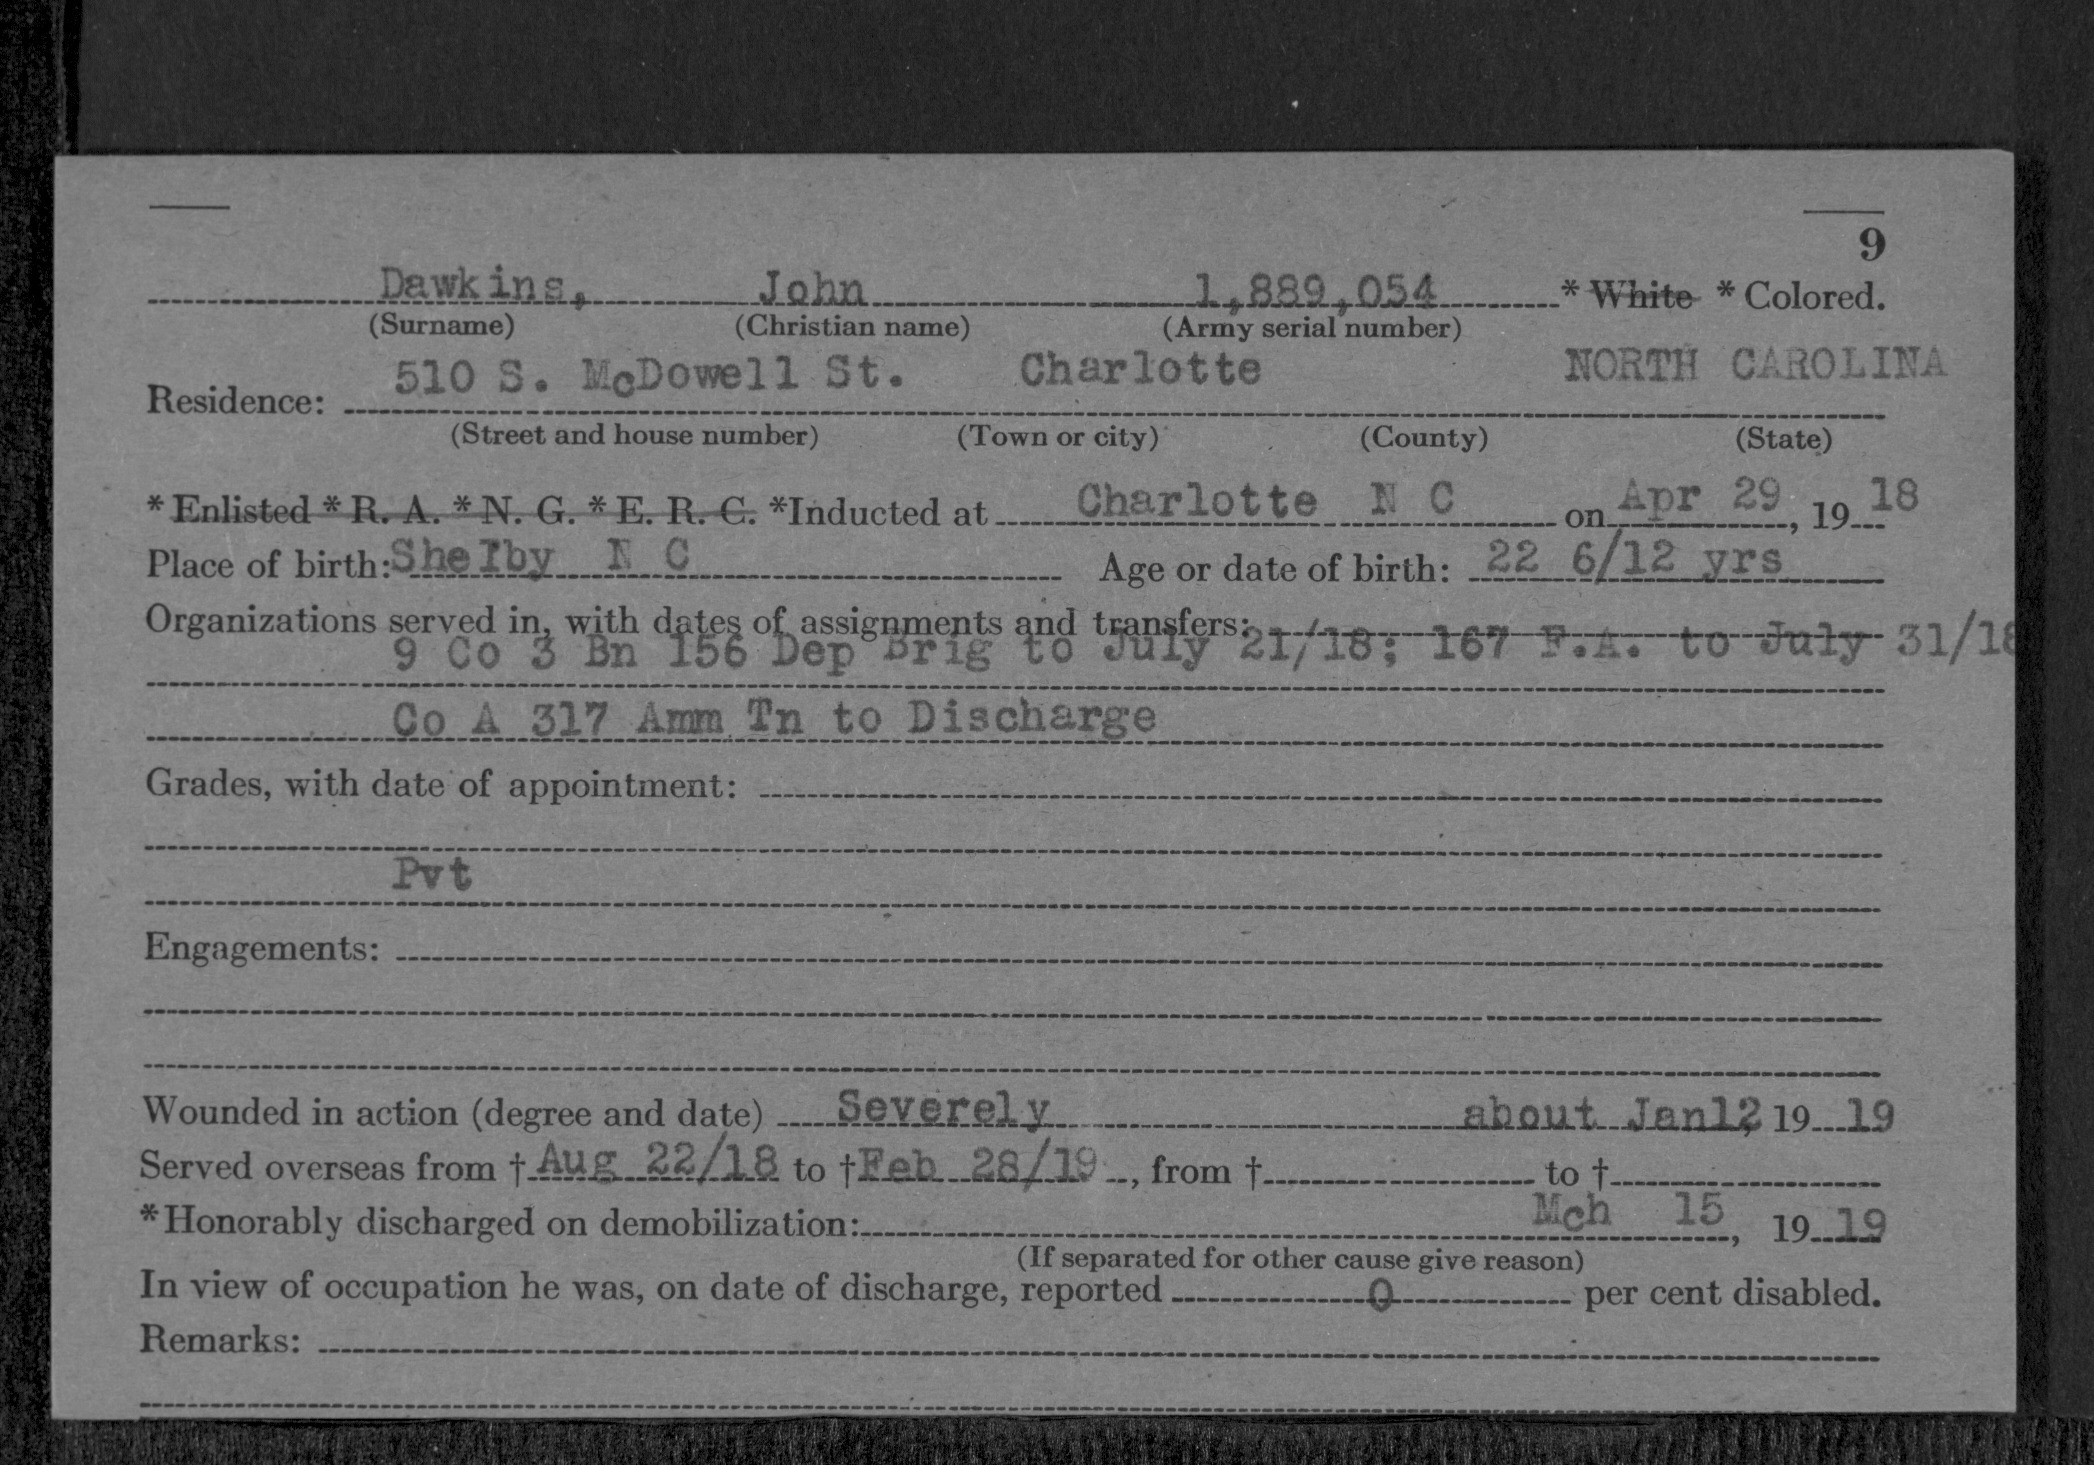 9
Dawkins, John 1,889,054 * White * Colored.
(Surname) (Christian name) (Army serial number)
510 S. McDowell St. Charlotte NORTH CAROLINA
Residence:
(Street and house number) (Town or city) (County) (State)
* Enlisted * R. A. * N. G. * E. R. C. *Inducted at Charlotte N C on Apr 29, 19 18
Place of birth: Shelby N C Age or date of birth: 22 6/12 yrs
Organizations served in, with dates of assignments and transfers:
9 Co 3 Bn 156 Dep Brig to July 21/18; 167 F.A. to July 31/18
Co A 317 Amm Tn to Discharge
Grades, with date of appointment:
Pvt
Engagements:
Wounded in action (degree and date) Severely about Jan12, 19 19
Served overseas from † Aug 22/18 to † Feb 28/19, from † to †
*Honorably discharged on demobilization: Mch 15, 19 19
(If separated for other cause give reason)
In view of occupation he was, on date of discharge, reported 0 per cent disabled.
Remarks: